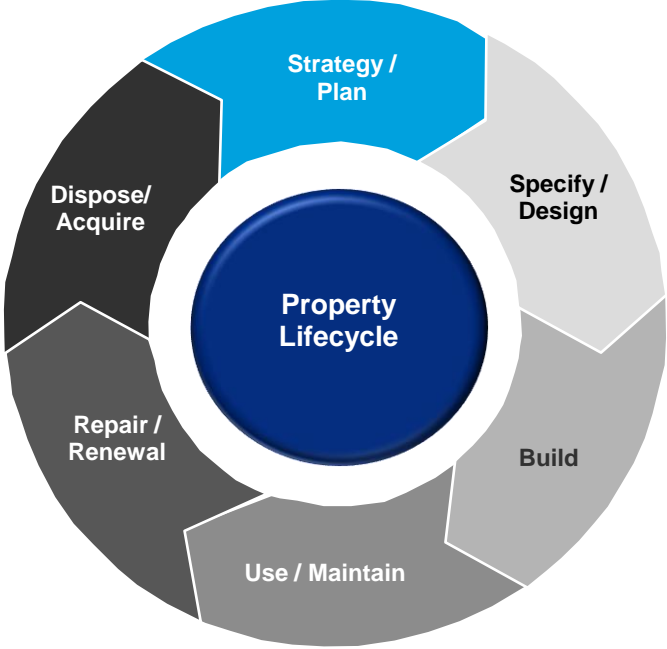 Strategy /
Plan
Specify /
Design
Build
Use / Maintain
Repair /
Renewal
Dispose/
Acquire
Property
Lifecycle